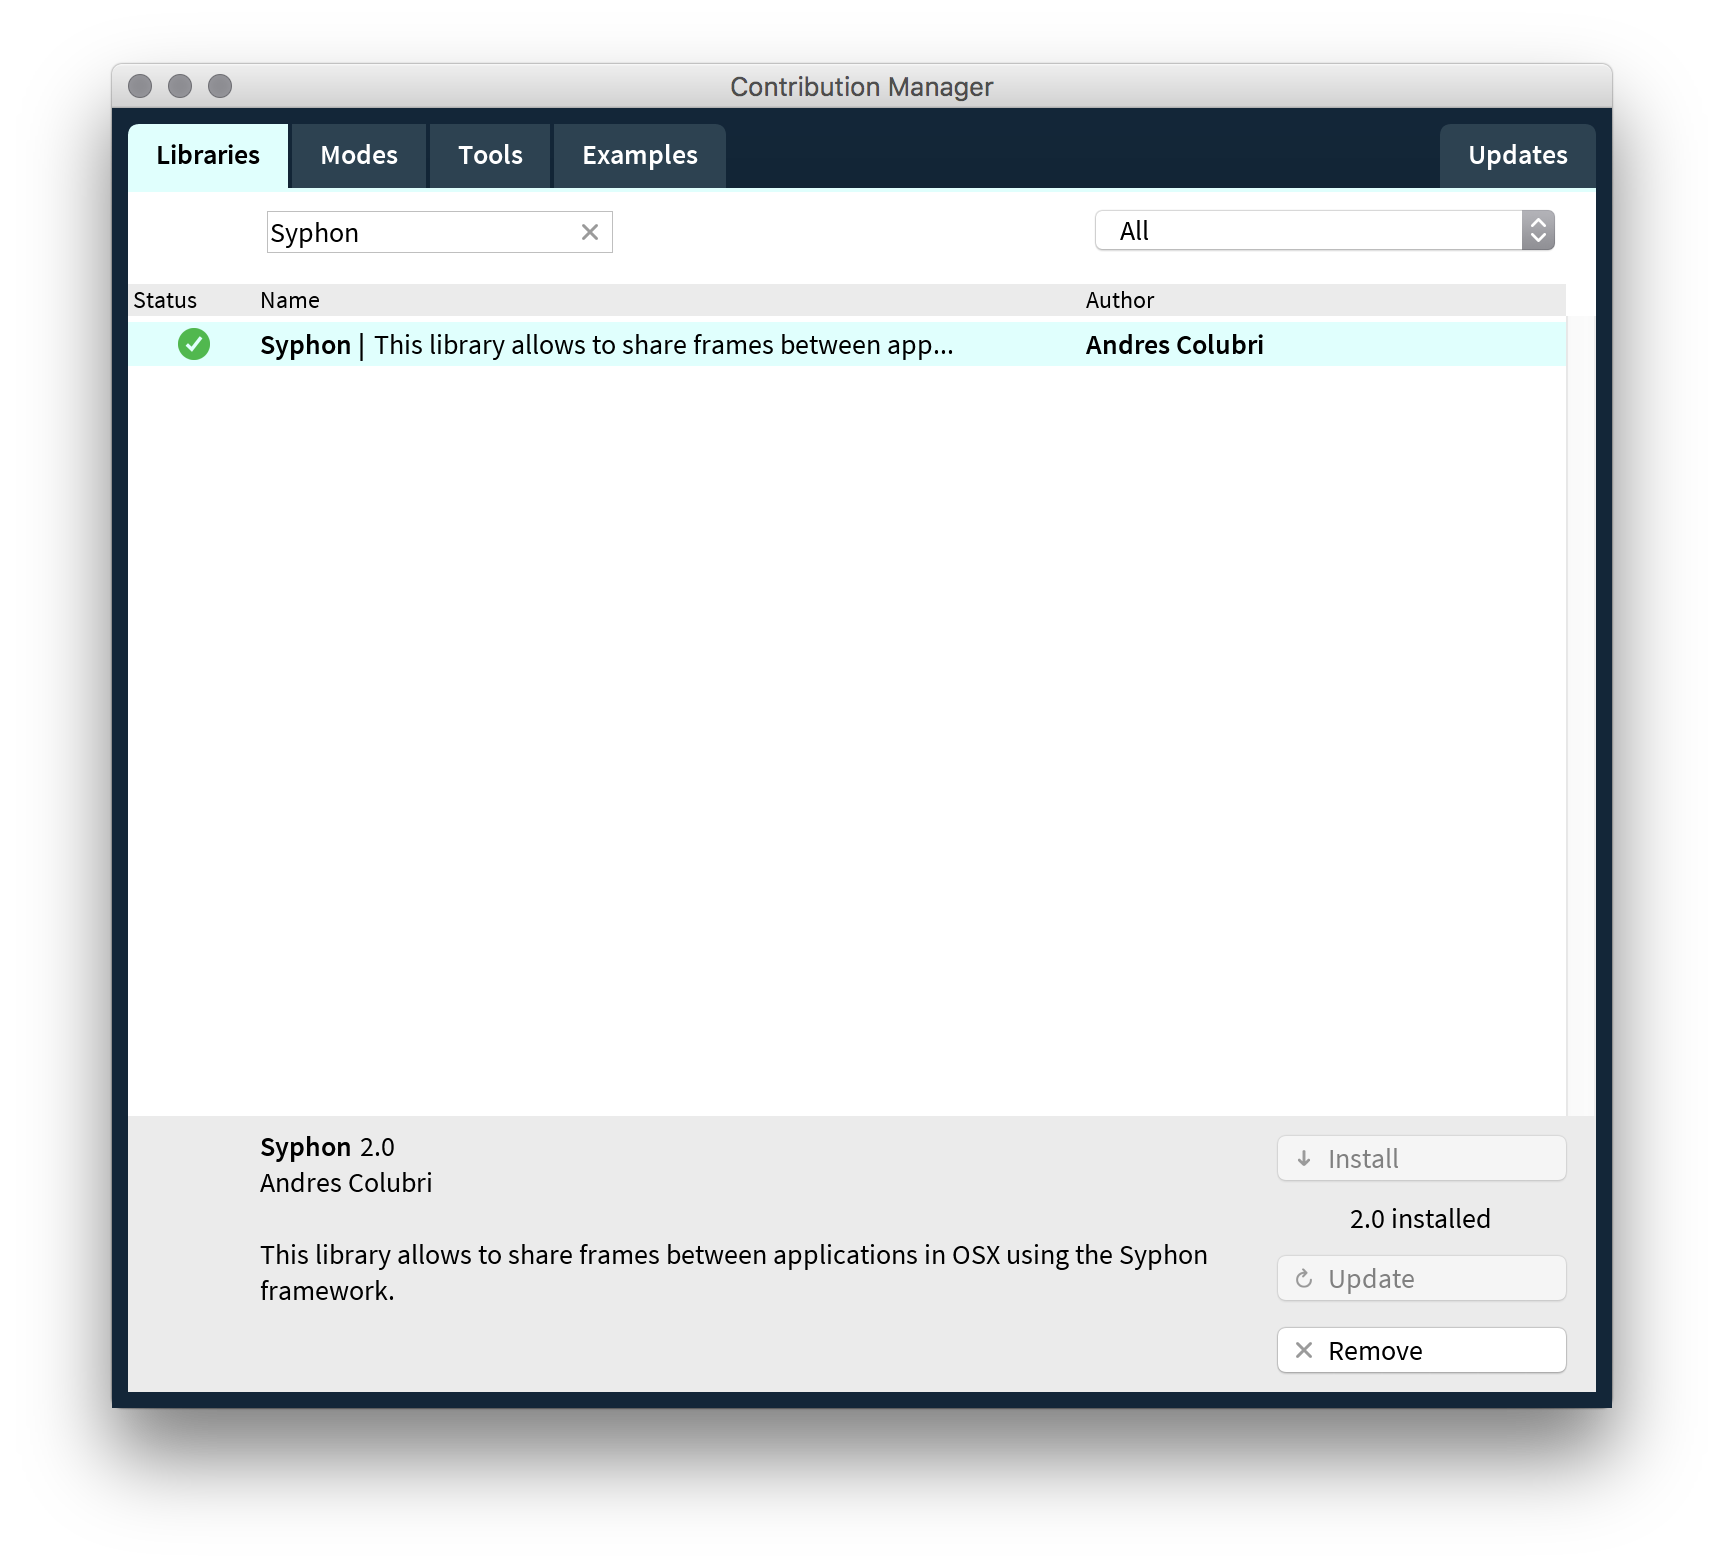 Contribution Manager
Libraries Modes Tools Examples Updates
Syphon All
Status Name Author
Syphon | This library allows to share frames between app... Andres Colubri
Syphon 2.0
Andres Colubri
This library allows to share frames between applications in OSX using the Syphon
framework.
Install
2.0 installed
Update
Remove